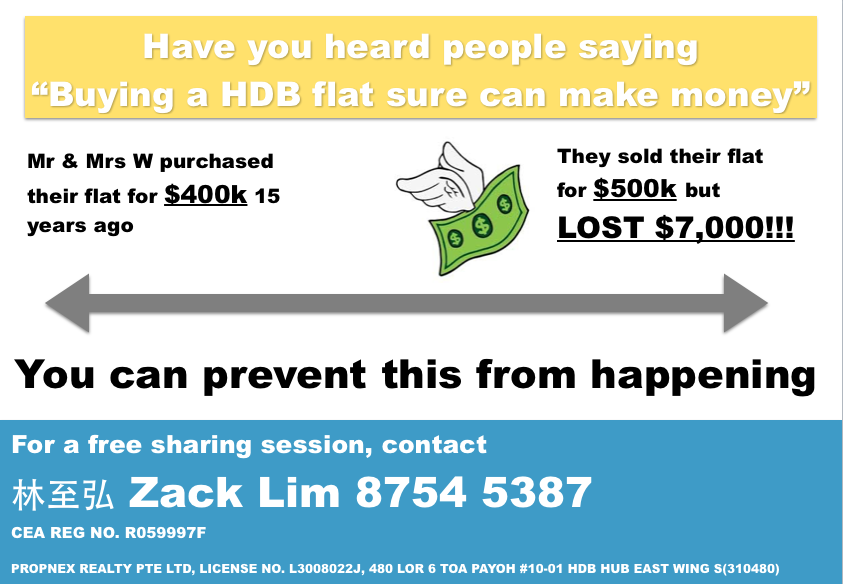 Have you heard people saying
“Buying a HDB flat sure can make money”
Mr & Mrs W purchased
their flat for $400k 15
years ago
They sold their flat
for $500k but
LOST $7,000!!!
You can prevent this from happening
For a free sharing session, contact
林至弘 Zack Lim 8754 5387
CEA REG NO. R059997F
PROPNEX REALTY PTE LTD, LICENSE NO. L3008022J, 480 LOR 6 TOA PAYOH #10-01 HDB HUB EAST WING S(310480)